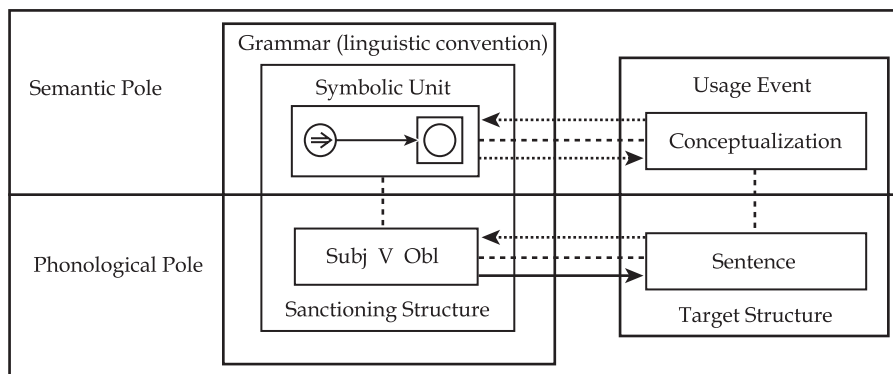 Grammar (linguistic convention)
Semantic Pole
Symbolic Unit
Usage Event
Conceptualization
Phonological Pole
Subj V Obl
Sentence
Sanctioning Structure
Target Structure